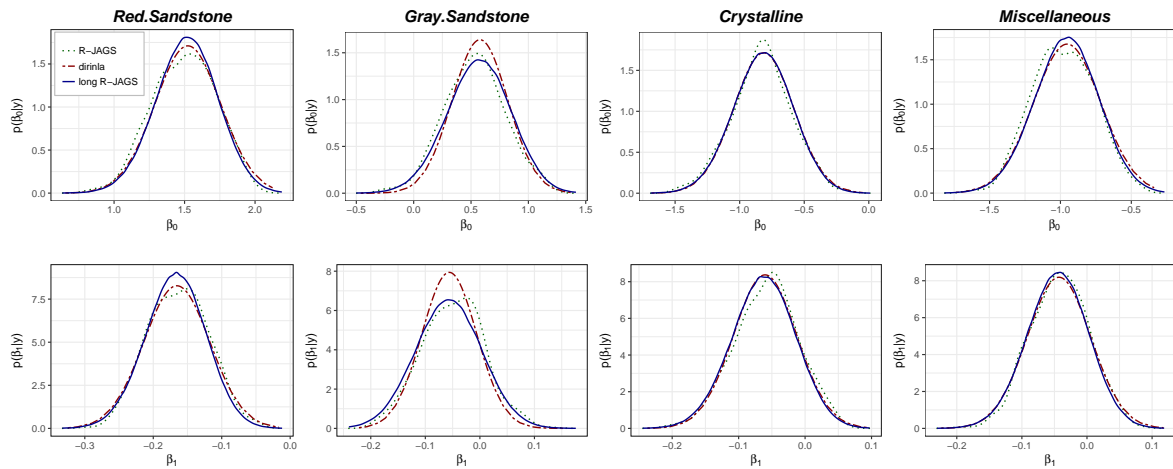 Red.Sandstone Gray.Sandstone Crystalline Miscellaneous
R-JAGS
dirinla
long R-JAGS
p(β₀|y)
1.5
1.0
0.5
0.0
1.0 1.5 2.0
β₀
p(β₀|y)
1.5
1.0
0.5
0.0
−0.5 0.0 0.5 1.0 1.5
β₀
p(β₀|y)
1.5
1.0
0.5
0.0
−1.5 −1.0 −0.5 0.0
β₀
p(β₀|y)
1.5
1.0
0.5
0.0
−1.5 −1.0 −0.5
β₀
p(β₁|y)
7.5
5.0
2.5
0.0
−0.3 −0.2 −0.1 0.0
β₁
p(β₁|y)
8
6
4
2
0
−0.2 −0.1 0.0 0.1
β₁
p(β₁|y)
8
6
4
2
0
−0.2 −0.1 0.0 0.1
β₁
p(β₁|y)
8
6
4
2
0
−0.2 −0.1 0.0 0.1
β₁